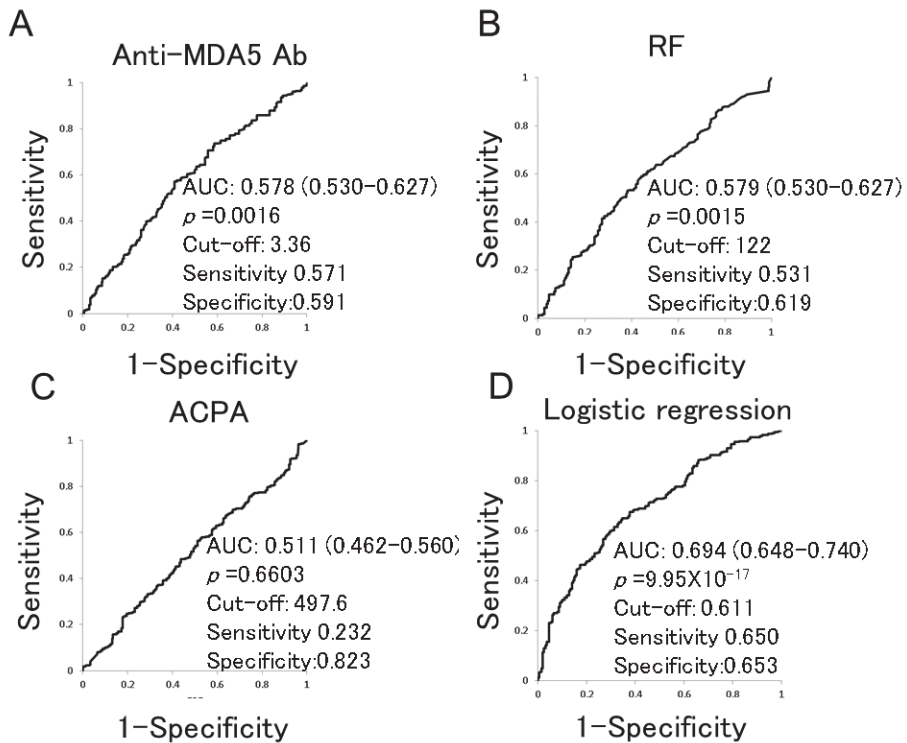 A
Anti-MDA5 Ab
1
0.8
0.6
0.4
0.2
0
0
0.2
0.4
0.6
0.8
1
Sensitivity
AUC: 0.578 (0.530-0.627)
p =0.0016
Cut-off: 3.36
Sensitivity 0.571
Specificity:0.591
1-Specificity
B
RF
1
0.8
0.6
0.4
0.2
0
0
0.2
0.4
0.6
0.8
1
Sensitivity
AUC: 0.579 (0.530-0.627)
p =0.0015
Cut-off: 122
Sensitivity 0.531
Specificity:0.619
1-Specificity
C
ACPA
1
0.8
0.6
0.4
0.2
0
0
0.2
0.4
0.6
0.8
1
Sensitivity
AUC: 0.511 (0.462-0.560)
p =0.6603
Cut-off: 497.6
Sensitivity 0.232
Specificity:0.823
1-Specificity
D
Logistic regression
1
0.8
0.6
0.4
0.2
0
0
0.2
0.4
0.6
0.8
1
Sensitivity
AUC: 0.694 (0.648-0.740)
p =9.95X10⁻¹⁷
Cut-off: 0.611
Sensitivity 0.650
Specificity:0.653
1-Specificity